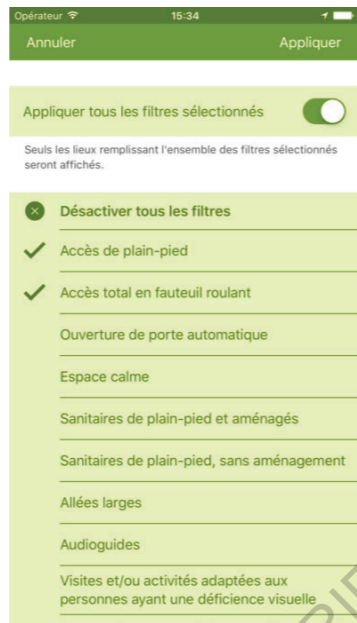 Opérateur 15:34
Annuler Appliquer
Appliquer tous les filtres sélectionnés
Seuls les lieux remplissant l'ensemble des filtres sélectionnés
seront affichés.
Désactiver tous les filtres
Accès de plain-pied
Accès total en fauteuil roulant
Ouverture de porte automatique
Espace calme
Sanitaires de plain-pied et aménagés
Sanitaires de plain-pied, sans aménagement
Allées larges
Audioguides
Visites et/ou activités adaptées aux
personnes ayant une déficience visuelle